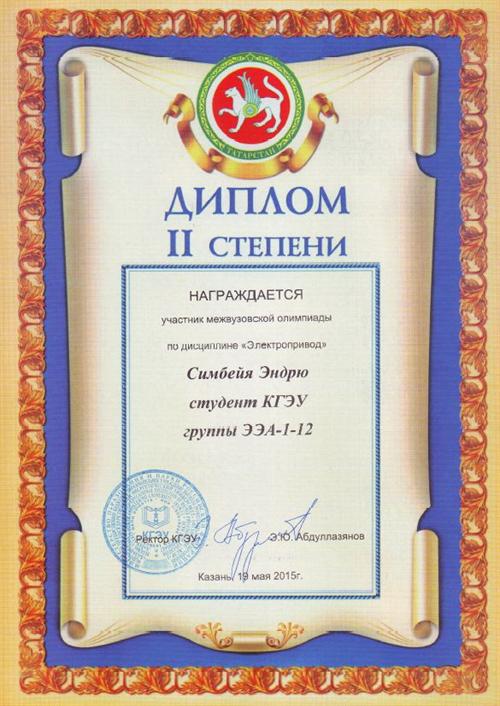 ТАТАРСТАН
ДИПЛОМ
II СТЕПЕНИ
НАГРАЖДАЕТСЯ
участник межвузовской олимпиады
по дисциплине «Электропривод»
Симбейя Эндрю
студент КГЭУ
группы ЭЭА-1-12
КГЭУ
Ректор КГЭУ Э.Ю. Абдуллазянов
Казань, 19 мая 2015г.